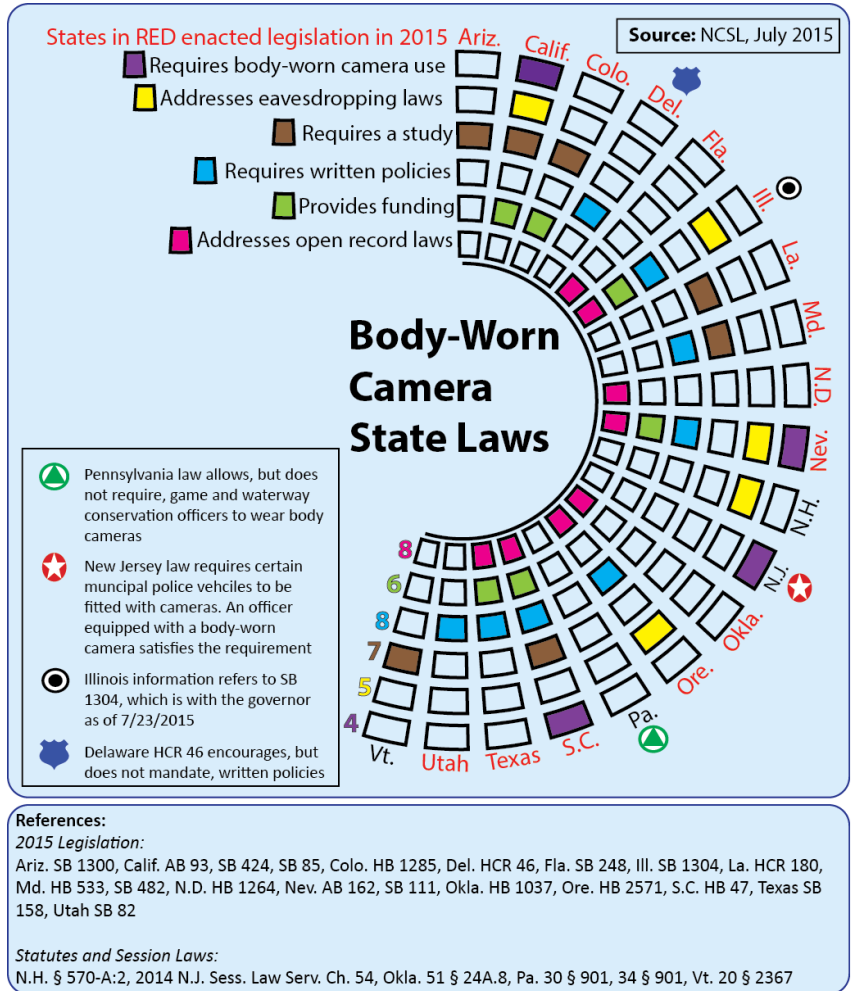 States in RED enacted legislation in 2015
Source: NCSL, July 2015
Requires body-worn camera use
Addresses eavesdropping laws
Requires a study
Requires written policies
Provides funding
Addresses open record laws
Ariz.
Calif.
Colo.
Del.
Fla.
Ill.
La.
Md.
N.D.
Nev.
N.H.
N.J.
Okla.
Ore.
Pa.
S.C.
Texas
Utah
Vt.
Body-Worn
Camera
State Laws
8
6
8
7
5
4
Pennsylvania law allows, but does
not require, game and waterway
conservation officers to wear body
cameras
New Jersey law requires certain
muncipal police vehciles to be
fitted with cameras. An officer
equipped with a body-worn
camera satisfies the requirement
Illinois information refers to SB
1304, which is with the governor
as of 7/23/2015
Delaware HCR 46 encourages, but
does not mandate, written policies
References:
2015 Legislation:
Ariz. SB 1300, Calif. AB 93, SB 424, SB 85, Colo. HB 1285, Del. HCR 46, Fla. SB 248, Ill. SB 1304, La. HCR 180,
Md. HB 533, SB 482, N.D. HB 1264, Nev. AB 162, SB 111, Okla. HB 1037, Ore. HB 2571, S.C. HB 47, Texas SB
158, Utah SB 82
Statutes and Session Laws:
N.H. § 570-A:2, 2014 N.J. Sess. Law Serv. Ch. 54, Okla. 51 § 24A.8, Pa. 30 § 901, 34 § 901, Vt. 20 § 2367